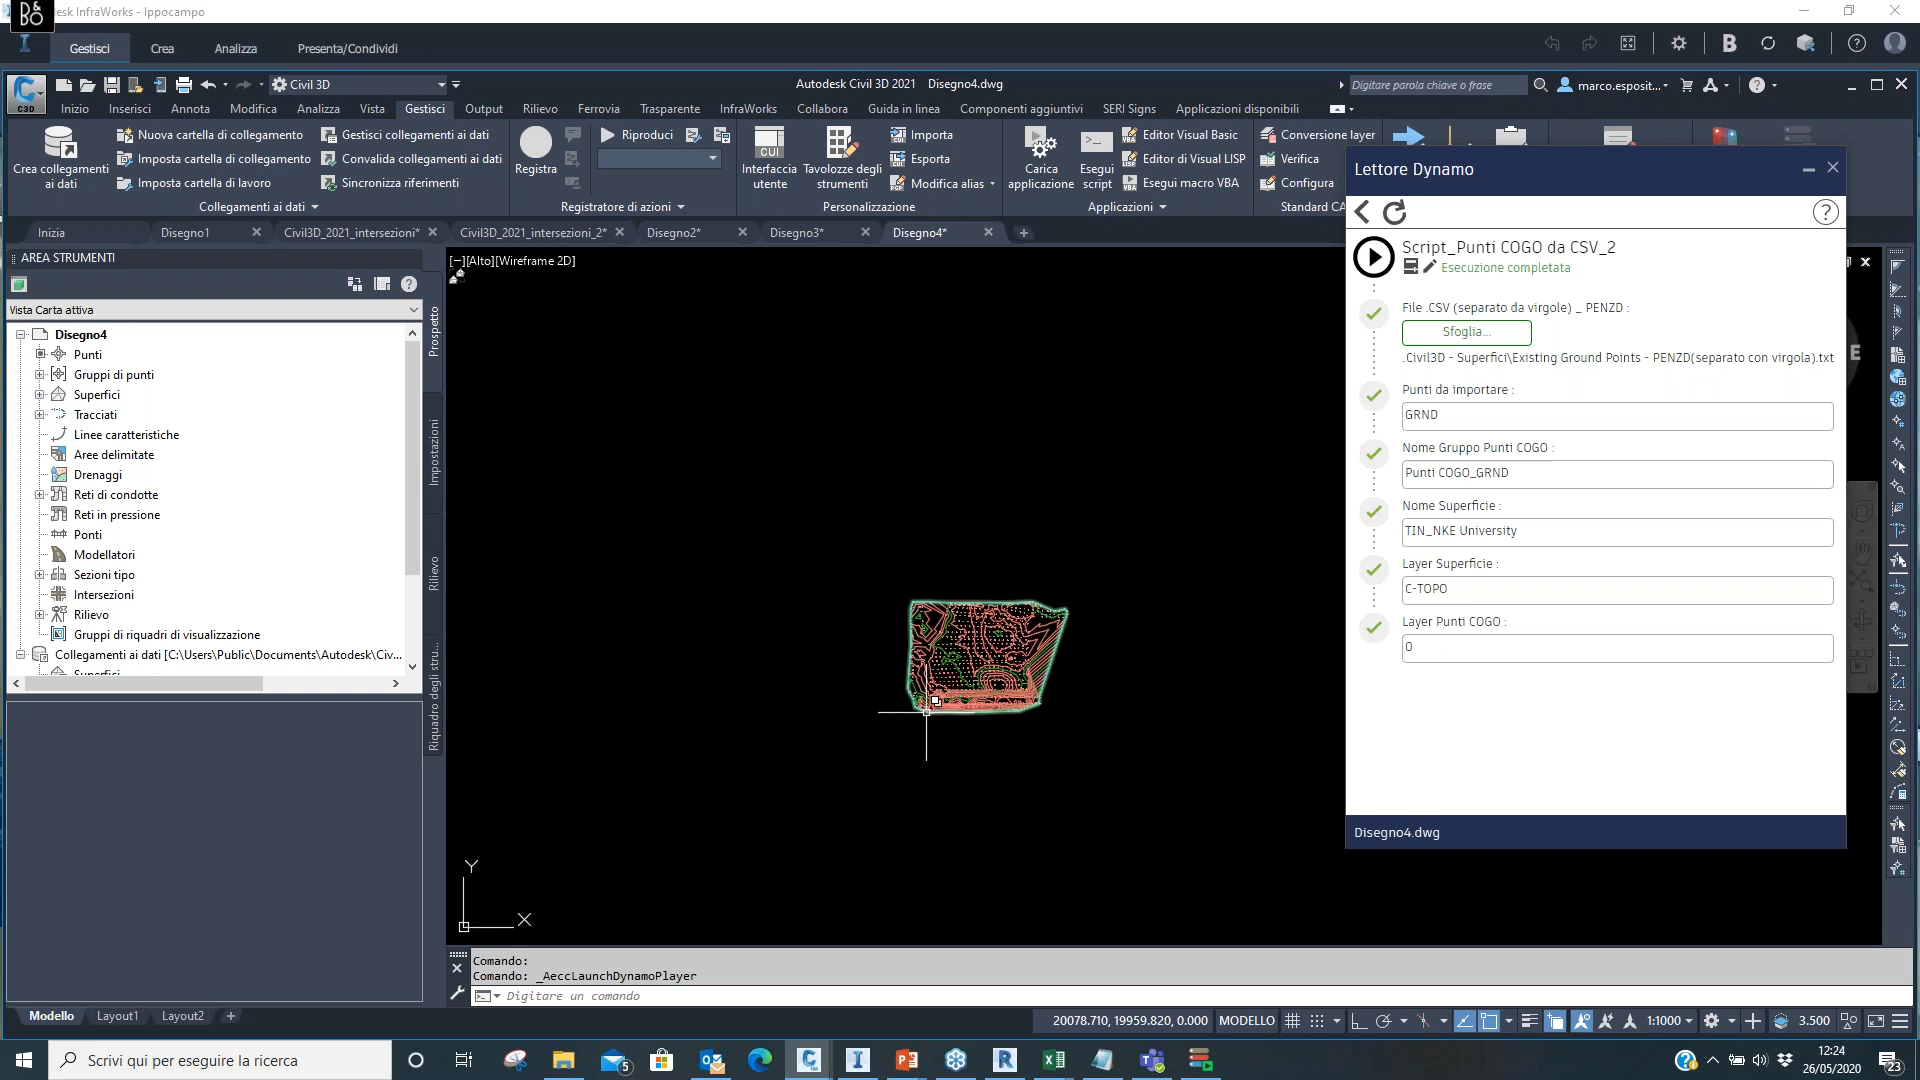 B&
BO
desk InfraWorks - Ippocampo
Gestisci
Crea
Analizza
Presenta/Condividi
Civil 3D
Autodesk Civil 3D 2021 Disegno4.dwg
Digitare parola chiave o frase
marco.esposit...
C3D
Inizio
Inserisci
Annota
Modifica
Analizza
Vista
Gestisci
Output
Rilievo
Ferrovia
Trasparente
InfraWorks
Collabora
Guida in linea
Componenti aggiuntivi
SERI Signs
Applicazioni disponibili
Crea collegamenti
ai dati
Nuova cartella di collegamento
Imposta cartella di collegamento
Imposta cartella di lavoro
Gestisci collegamenti ai dati
Convalida collegamenti ai dati
Sincronizza riferimenti
Collegamenti ai dati
Registra
Riproduci
Registratore di azioni
CUI
Interfaccia
utente
Tavolozze degli
strumenti
Importa
Esporta
Modifica alias
Personalizzazione
Carica
applicazione
Esegui
script
Editor Visual Basic
Editor di Visual LISP
Esegui macro VBA
Applicazioni
Conversione layer
Verifica
Configura
Standard CA
Inizia
Disegno1
Civil3D_2021_intersezioni*
Civil3D_2021_intersezioni_2*
Disegno2*
Disegno3*
Disegno4*
AREA STRUMENTI
Vista Carta attiva
Disegno4
Punti
Gruppi di punti
Superfici
Tracciati
Linee caratteristiche
Aree delimitate
Drenaggi
Reti di condotte
Reti in pressione
Ponti
Modellatori
Sezioni tipo
Intersezioni
Rilievo
Gruppi di riquadri di visualizzazione
Collegamenti ai dati [C:\Users\Public\Documents\Autodesk\Civ...
Superfici
Prospetto
Impostazioni
Rilievo
Riquadro degli stru...
[−][Alto][Wireframe 2D]
E
Y
X
Lettore Dynamo
Script_Punti COGO da CSV_2
Esecuzione completata
File .CSV (separato da virgole) _ PENZD :
Sfoglia...
..Civil3D - Superfici\Existing Ground Points - PENZD(separato con virgola).txt
Punti da importare :
GRND
Nome Gruppo Punti COGO :
Punti COGO_GRND
Nome Superficie :
TIN_NKE University
Layer Superficie :
C-TOPO
Layer Punti COGO :
0
Disegno4.dwg
Comando:
Comando: _AeccLaunchDynamoPlayer
Digitare un comando
Modello
Layout1
Layout2
20078.710, 19959.820, 0.000
MODELLO
1:1000
3.500
Scrivi qui per eseguire la ricerca
5
12:24
26/05/2020
23